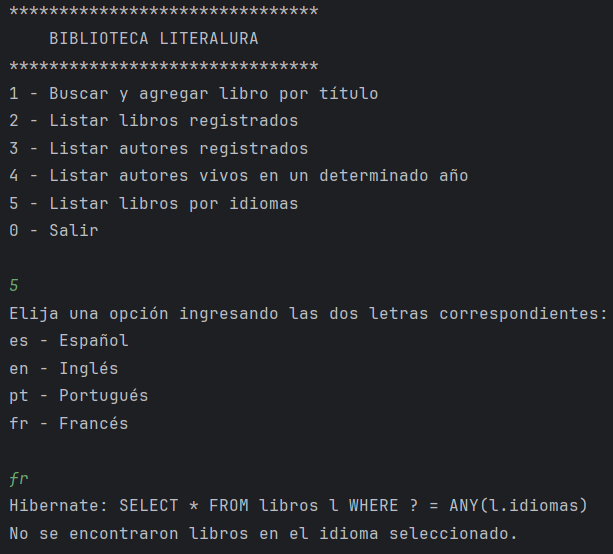 *******************************
BIBLIOTECA LITERALURA
*******************************
1 - Buscar y agregar libro por título
2 - Listar libros registrados
3 - Listar autores registrados
4 - Listar autores vivos en un determinado año
5 - Listar libros por idiomas
0 - Salir
5
Elija una opción ingresando las dos letras correspondientes:
es - Español
en - Inglés
pt - Portugués
fr - Francés
fr
Hibernate: SELECT * FROM libros l WHERE ? = ANY(l.idiomas)
No se encontraron libros en el idioma seleccionado.